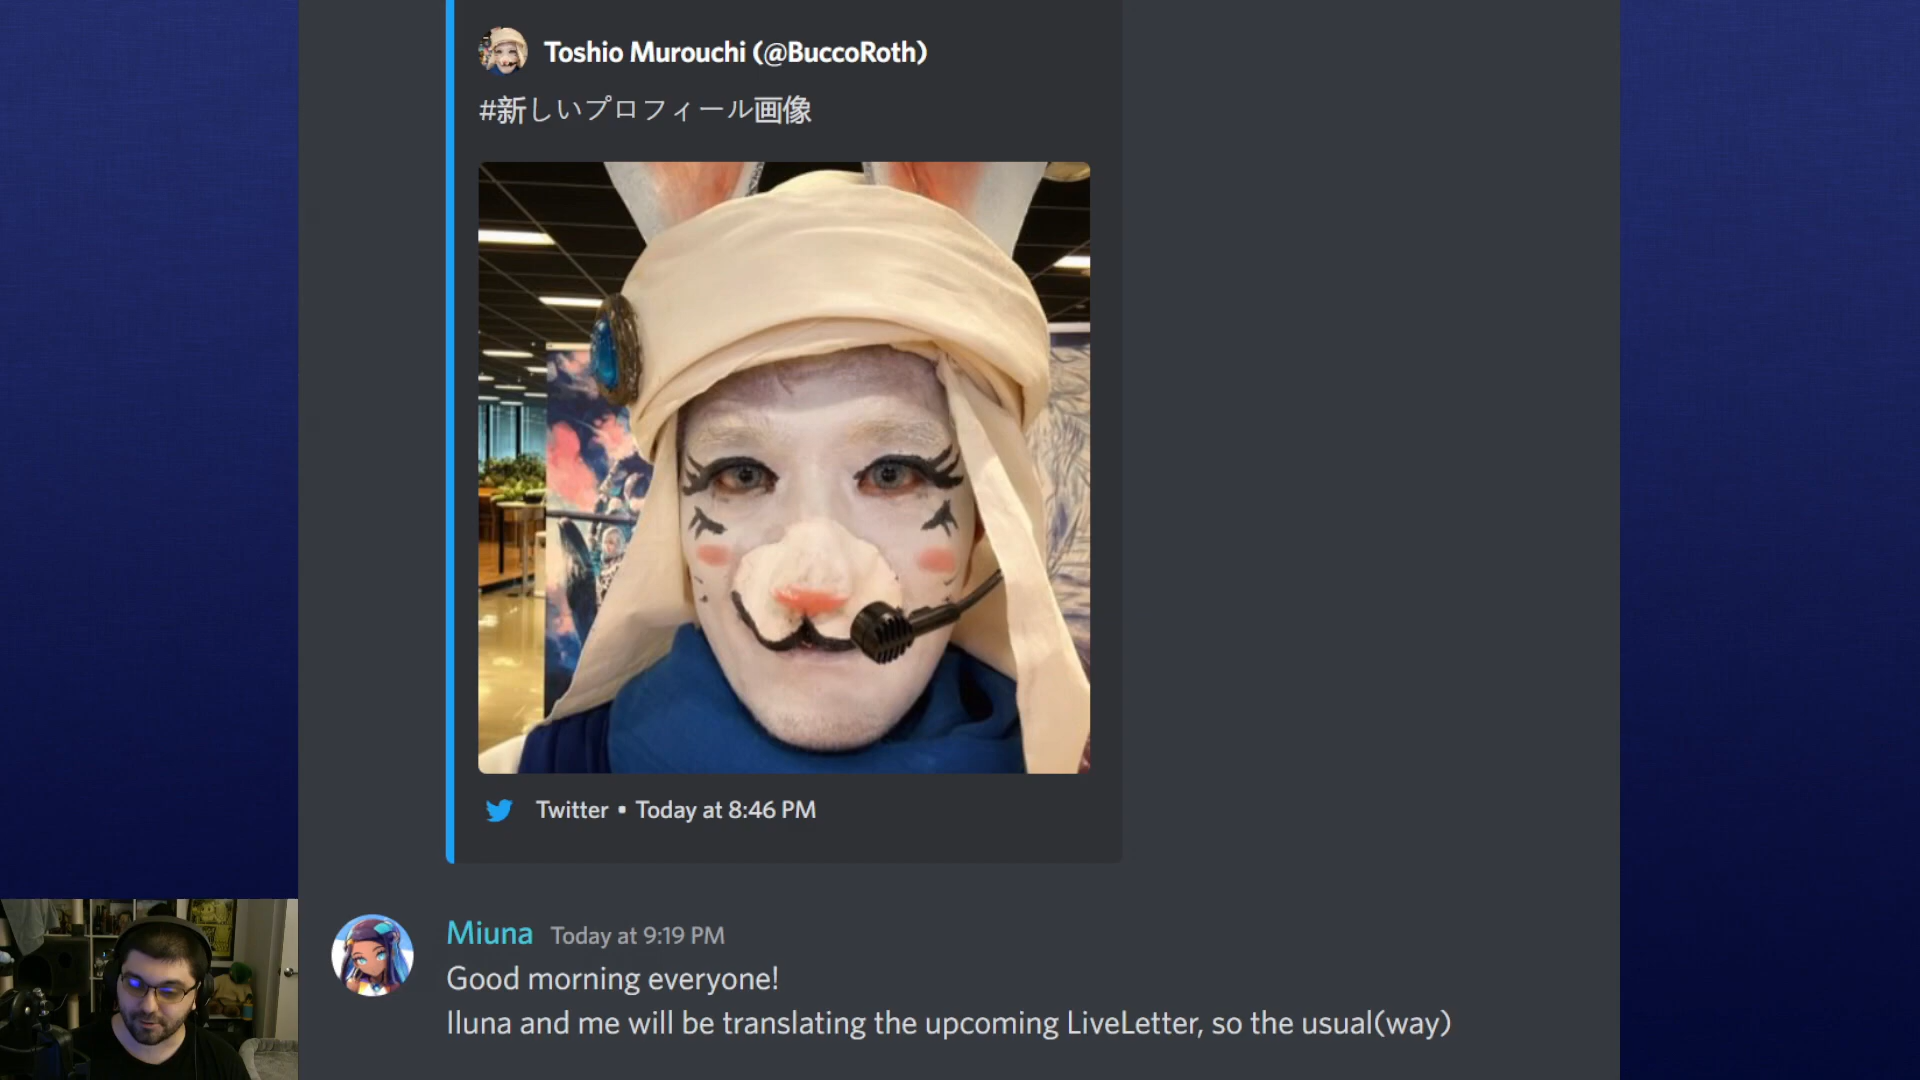 Toshio Murouchi (@BuccoRoth)
#新しいプロフィール画像
Twitter • Today at 8:46 PM
Miuna Today at 9:19 PM
Good morning everyone!
Iluna and me will be translating the upcoming LiveLetter, so the usual(way)